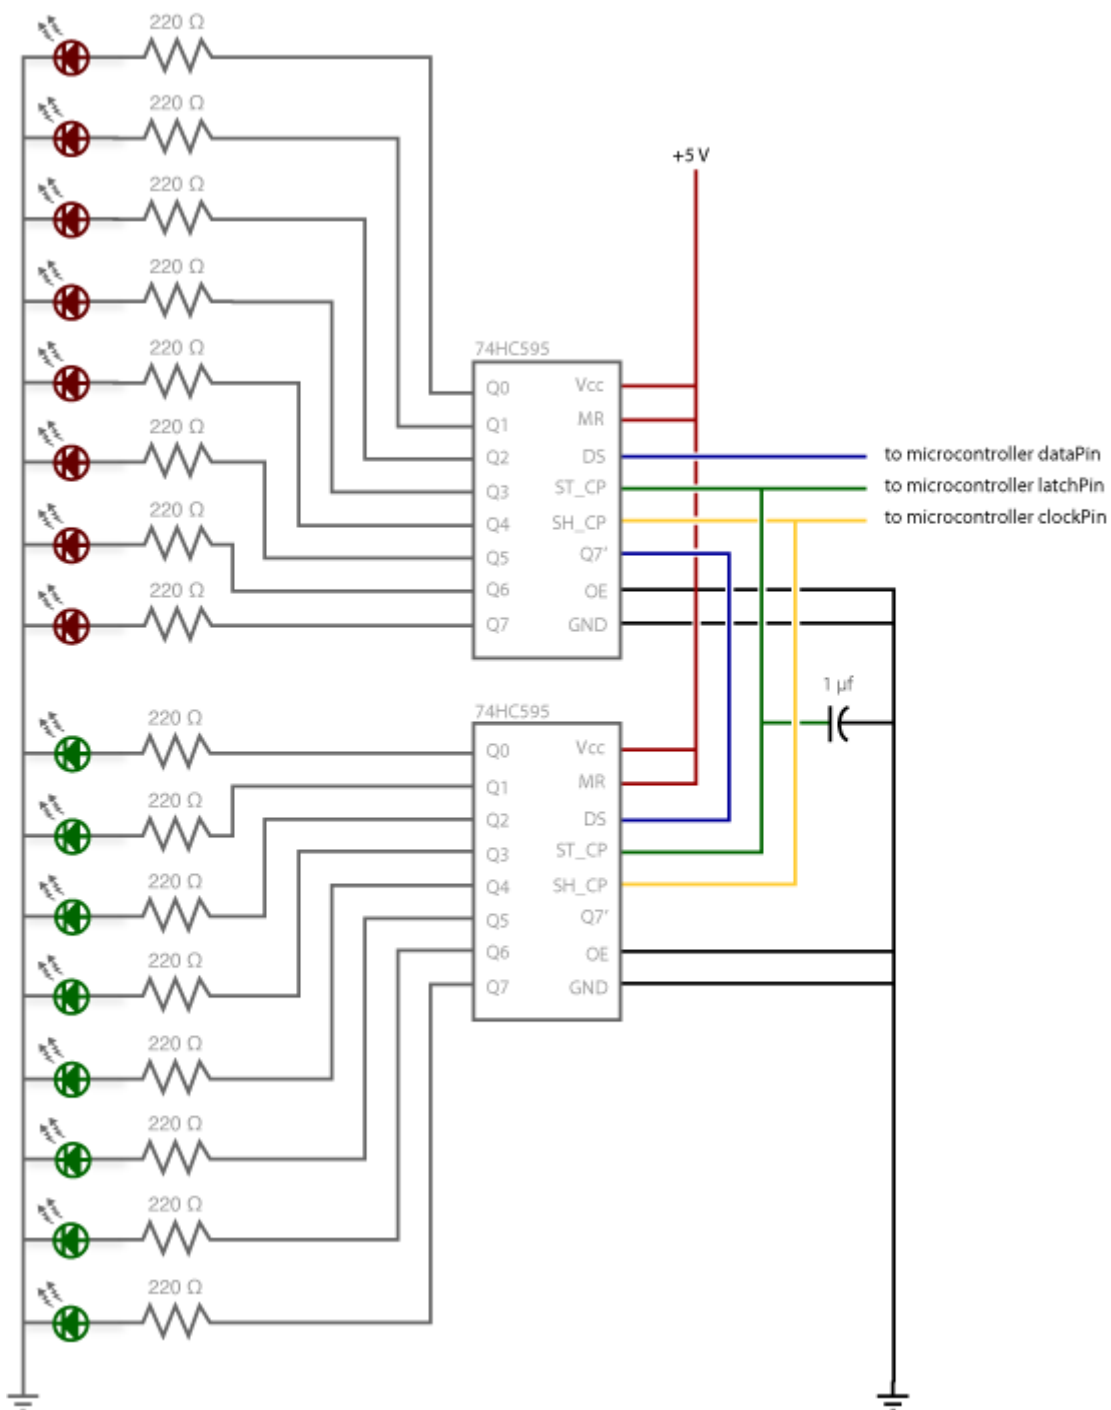 220 Ω
220 Ω
220 Ω
220 Ω
220 Ω
220 Ω
220 Ω
220 Ω
+5 V
74HC595
Q0 Vcc
Q1 MR
Q2 DS to microcontroller dataPin
Q3 ST_CP to microcontroller latchPin
Q4 SH_CP to microcontroller clockPin
Q5 Q7'
Q6 OE
Q7 GND
1 µf
74HC595
Q0 Vcc
Q1 MR
Q2 DS
Q3 ST_CP
Q4 SH_CP
Q5 Q7'
Q6 OE
Q7 GND
220 Ω
220 Ω
220 Ω
220 Ω
220 Ω
220 Ω
220 Ω
220 Ω